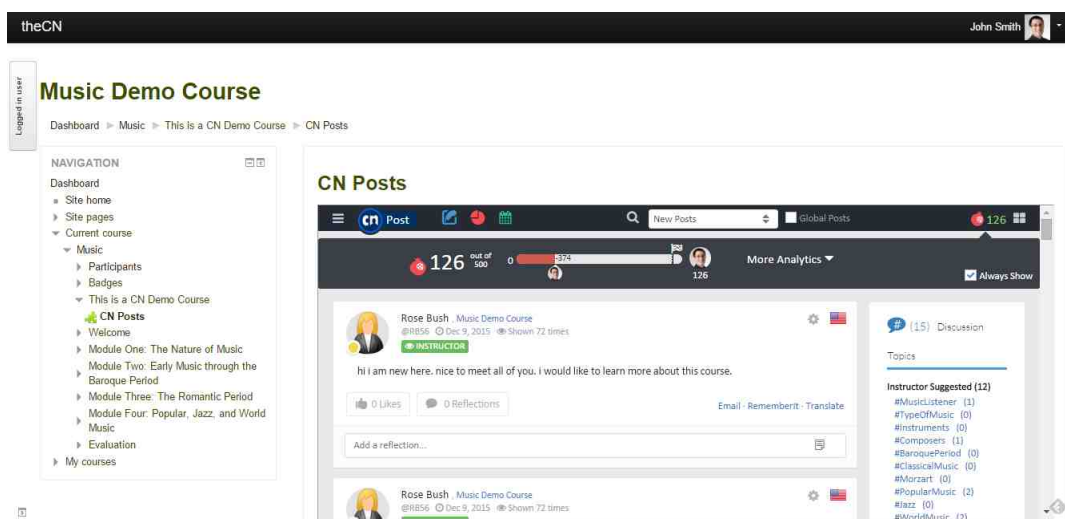 theCN
John Smith
Logged in user
Music Demo Course
Dashboard Music This is a CN Demo Course CN Posts
NAVIGATION
Dashboard
Site home
Site pages
Current course
Music
Participants
Badges
This is a CN Demo Course
CN Posts
Welcome
Module One: The Nature of Music
Module Two: Early Music through the
Baroque Period
Module Three: The Romantic Period
Module Four: Popular, Jazz, and World
Music
Evaluation
My courses
CN Posts
cn Post
New Posts
Global Posts
126
126 out of 500
0
-374
126
More Analytics
Always Show
Rose Bush , Music Demo Course
@RB56 Dec 9, 2015 Shown 72 times
INSTRUCTOR
hi i am new here. nice to meet all of you. i would like to learn more about this course.
0 Likes 0 Reflections
Email · Rememberit · Translate
Add a reflection...
Rose Bush , Music Demo Course
@RB56 Dec 9, 2015 Shown 72 times
# (15) Discussion
Topics
Instructor Suggested (12)
#MusicListener (1)
#TypeOfMusic (0)
#Instruments (0)
#Composers (1)
#BaroquePeriod (0)
#ClassicalMusic (0)
#Morzart (0)
#PopularMusic (2)
#Jazz (0)
#WorldMusic (2)